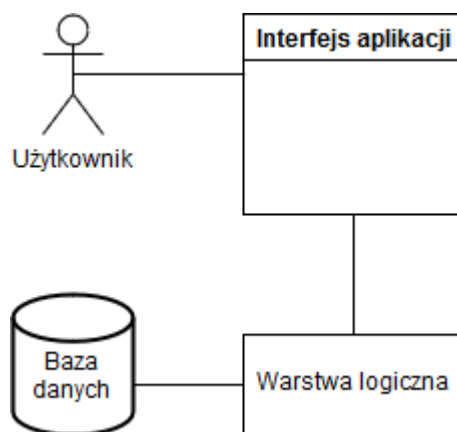 Interfejs aplikacji
Użytkownik
Baza
danych
Warstwa logiczna